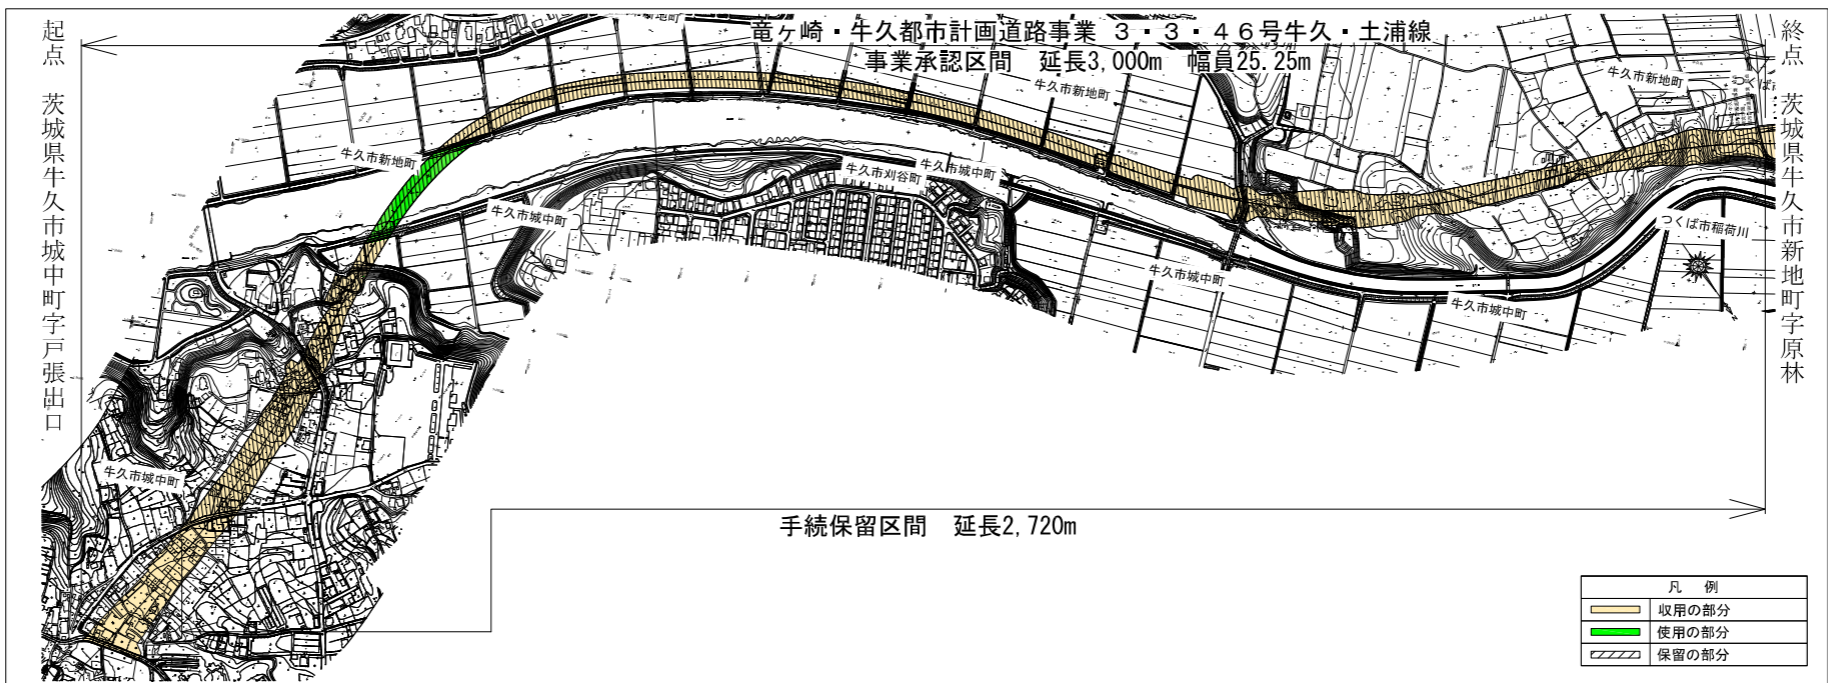 竜ヶ崎・牛久都市計画道路事業 3・3・46号牛久・土浦線
事業承認区間 延長3,000m 幅員25.25m
起点 茨城県牛久市城中町字戸張出口
終点 茨城県牛久市新地町字原林
牛久市新地町
牛久市新地町
牛久市新地町
牛久市刈谷町
牛久市城中町
牛久市城中町
つくば市稲荷川
牛久市城中町
牛久市城中町
牛久市城中町
手続保留区間 延長2,720m
凡 例
収用の部分
使用の部分
保留の部分